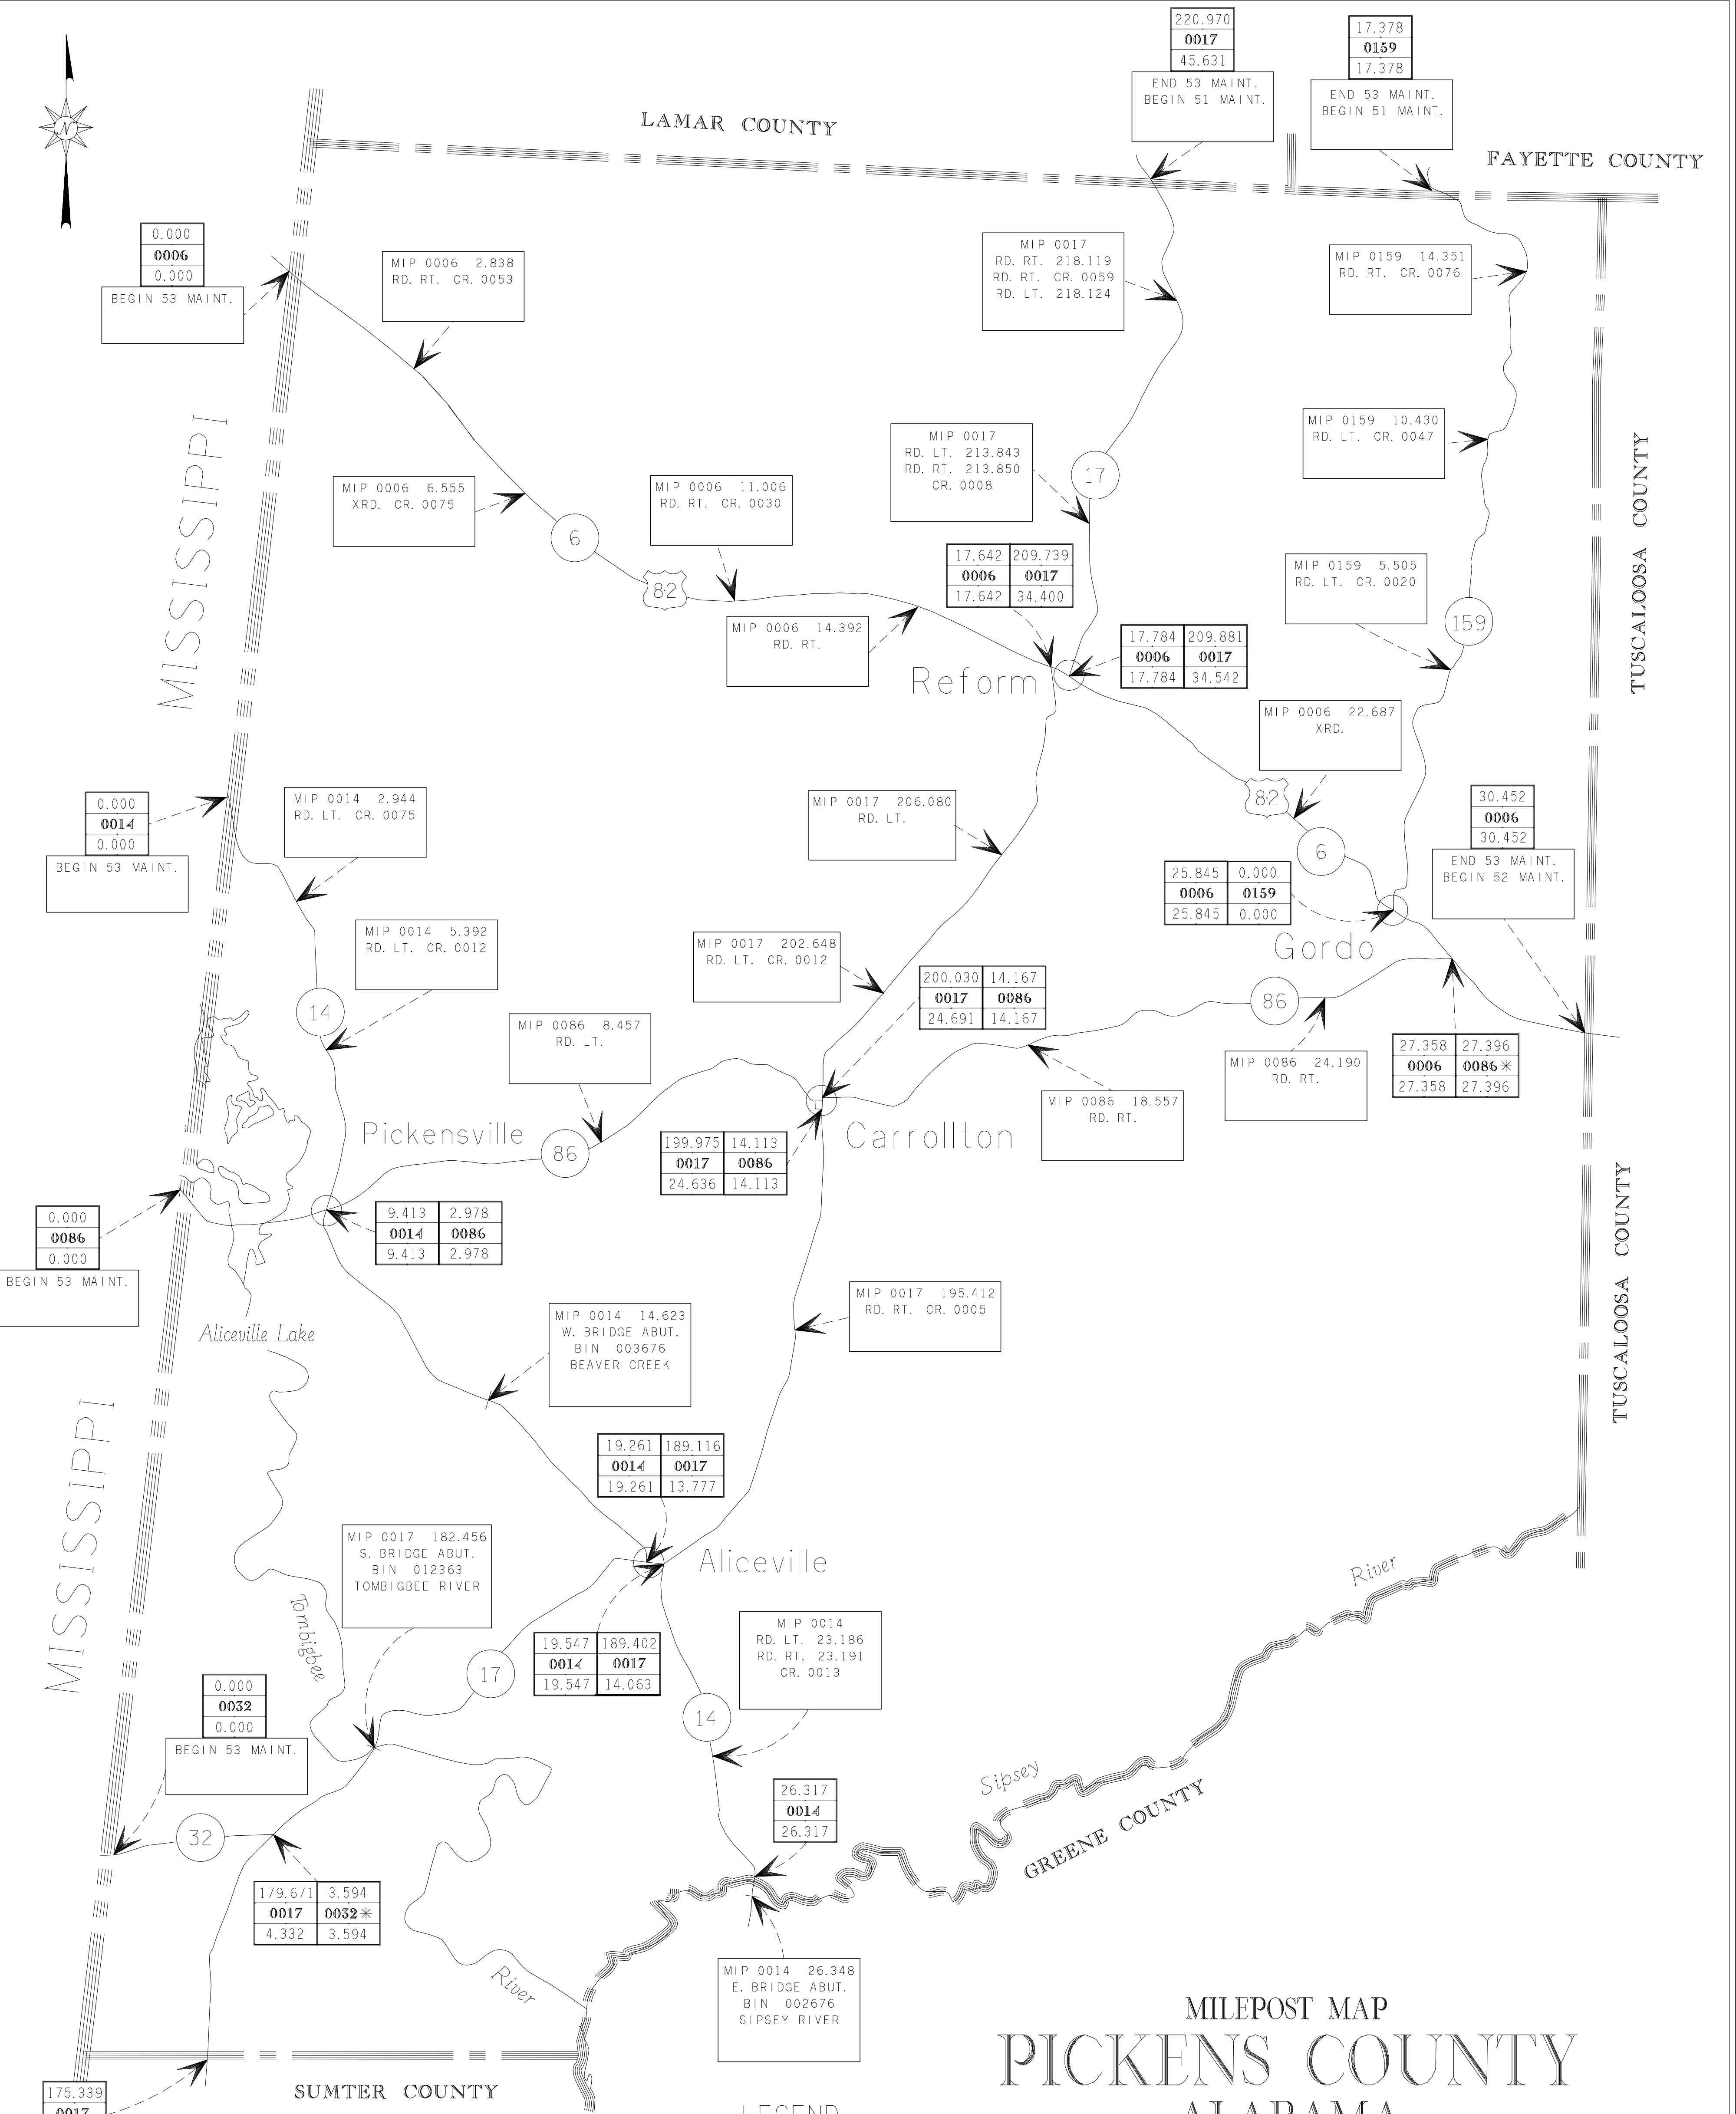 220.970
0017
45.631
END 53 MAINT.
BEGIN 51 MAINT.
17.378
0159
17.378
END 53 MAINT.
BEGIN 51 MAINT.
LAMAR COUNTY
FAYETTE COUNTY
N
0.000
0006
0.000
BEGIN 53 MAINT.
MIP 0006 2.838
RD. RT. CR. 0053
MIP 0017
RD. RT. 218.119
RD. RT. CR. 0059
RD. LT. 218.124
MIP 0159 14.351
RD. RT. CR. 0076
MISSISSIPPI
MIP 0159 10.430
RD. LT. CR. 0047
TUSCALOOSA COUNTY
MIP 0017
RD. LT. 213.843
RD. RT. 213.850
CR. 0008
17
MIP 0006 6.555
XRD. CR. 0075
6
MIP 0006 11.006
RD. RT. CR. 0030
82
17.642 209.739
0006 0017
17.642 34.400
MIP 0159 5.505
RD. LT. CR. 0020
159
MIP 0006 14.392
RD. RT.
Reform
17.784 209.881
0006 0017
17.784 34.542
MIP 0006 22.687
XRD.
82
6
0.000
0014
0.000
BEGIN 53 MAINT.
MIP 0014 2.944
RD. LT. CR. 0075
MIP 0017 206.080
RD. LT.
30.452
0006
30.452
END 53 MAINT.
BEGIN 52 MAINT.
25.845 0.000
0006 0159
25.845 0.000
Gordo
MIP 0014 5.392
RD. LT. CR. 0012
14
MIP 0017 202.648
RD. LT. CR. 0012
200.030 14.167
0017 0086
24.691 14.167
86
MIP 0086 8.457
RD. LT.
27.358 27.396
0006 0086*
27.358 27.396
MIP 0086 24.190
RD. RT.
MIP 0086 18.557
RD. RT.
Pickensville
86
Carrollton
199.975 14.113
0017 0086
24.636 14.113
TUSCALOOSA COUNTY
0.000
0086
0.000
BEGIN 53 MAINT.
9.413 2.978
0014 0086
9.413 2.978
MIP 0017 195.412
RD. RT. CR. 0005
Aliceville Lake
MIP 0014 14.623
W. BRIDGE ABUT.
BIN 003676
BEAVER CREEK
MISSISSIPPI
19.261 189.116
0014 0017
19.261 13.777
MIP 0017 182.456
S. BRIDGE ABUT.
BIN 012363
TOMBIGBEE RIVER
Aliceville
River
Tombigbee
MIP 0014
RD. LT. 23.186
RD. RT. 23.191
CR. 0013
19.547 189.402
0014 0017
19.547 14.063
17
0.000
0032
0.000
BEGIN 53 MAINT.
14
Sipsey
GREENE COUNTY
26.317
0014
26.317
32
179.671 3.594
0017 0032*
4.332 3.594
River
MIP 0014 26.348
E. BRIDGE ABUT.
BIN 002676
SIPSEY RIVER
MILEPOST MAP
PICKENS COUNTY
ALABAMA
SUMTER COUNTY
175.339
0017
LEGEND